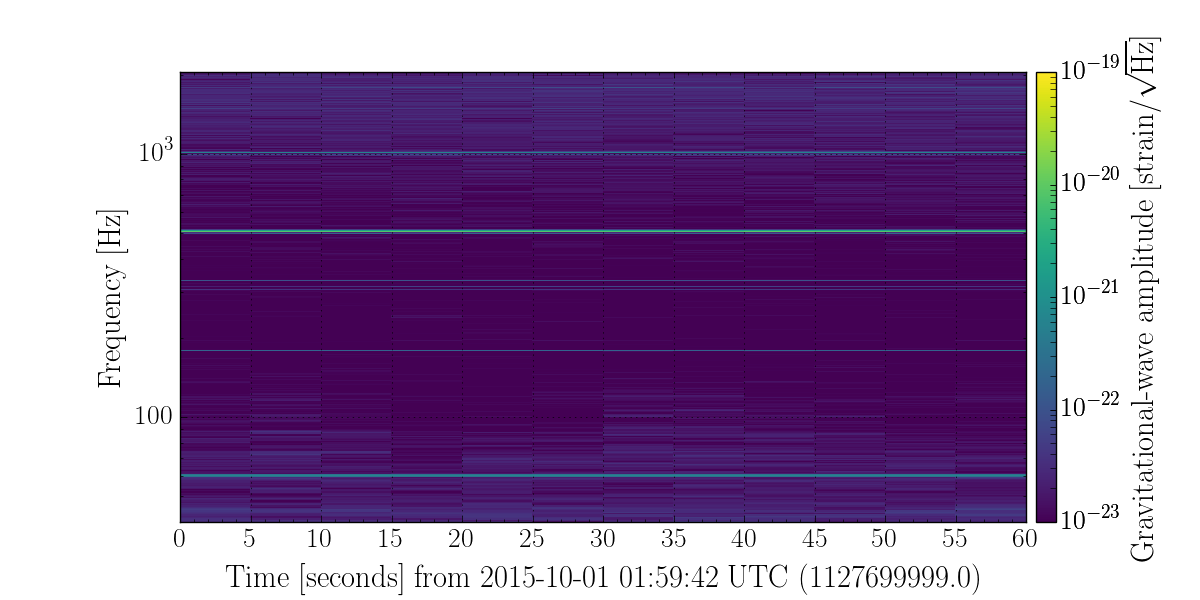 Frequency [Hz]
10³
100
0 5 10 15 20 25 30 35 40 45 50 55 60
Time [seconds] from 2015-10-01 01:59:42 UTC (1127699999.0)
10⁻¹⁹
10⁻²⁰
10⁻²¹
10⁻²²
10⁻²³
Gravitational-wave amplitude [strain/√Hz]